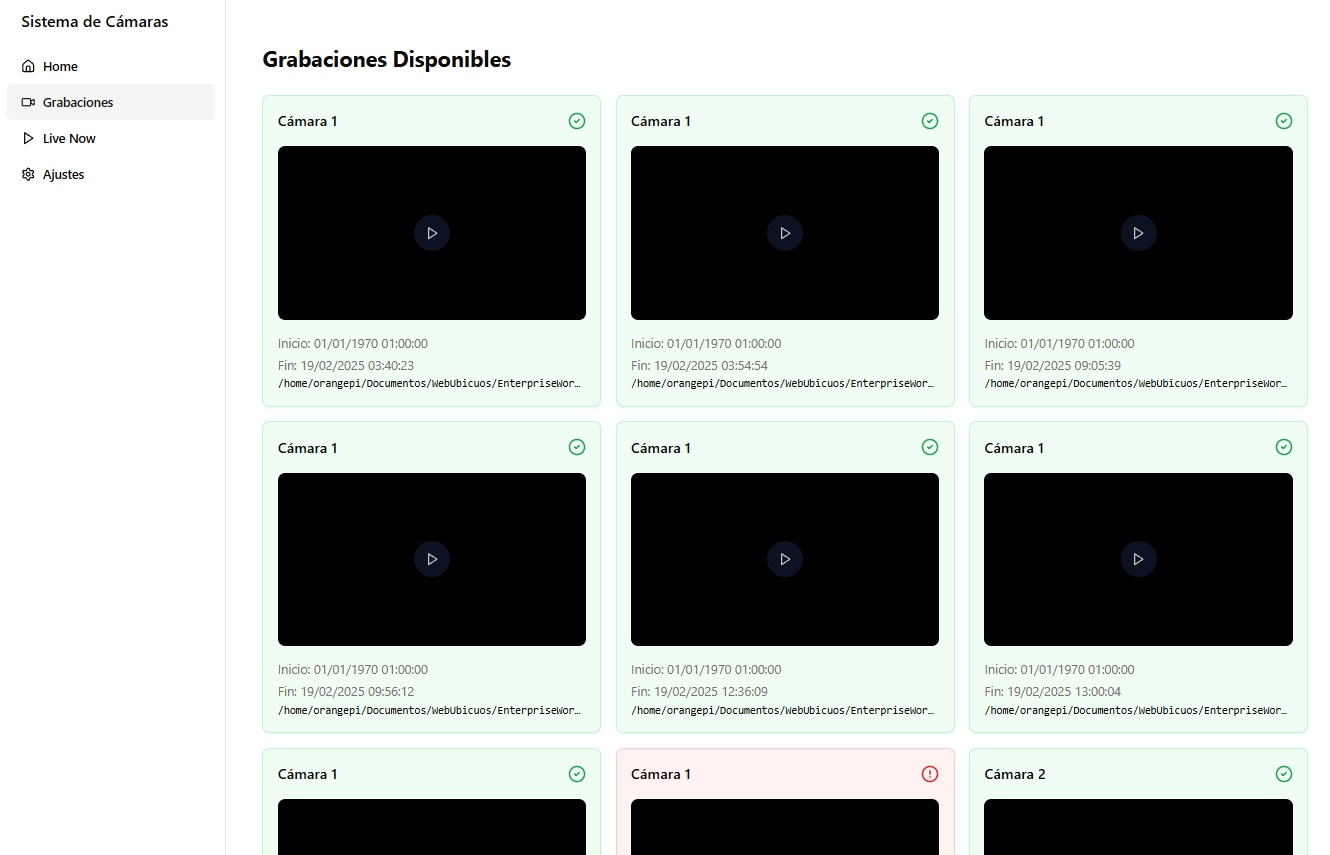 Sistema de Cámaras
Home
Grabaciones
Live Now
Ajustes
Grabaciones Disponibles
Cámara 1
Inicio: 01/01/1970 01:00:00
Fin: 19/02/2025 03:40:23
/home/orangepi/Documentos/WebUbicuos/EnterpriseWor…
Cámara 1
Inicio: 01/01/1970 01:00:00
Fin: 19/02/2025 03:54:54
/home/orangepi/Documentos/WebUbicuos/EnterpriseWor…
Cámara 1
Inicio: 01/01/1970 01:00:00
Fin: 19/02/2025 09:05:39
/home/orangepi/Documentos/WebUbicuos/EnterpriseWor…
Cámara 1
Inicio: 01/01/1970 01:00:00
Fin: 19/02/2025 09:56:12
/home/orangepi/Documentos/WebUbicuos/EnterpriseWor…
Cámara 1
Inicio: 01/01/1970 01:00:00
Fin: 19/02/2025 12:36:09
/home/orangepi/Documentos/WebUbicuos/EnterpriseWor…
Cámara 1
Inicio: 01/01/1970 01:00:00
Fin: 19/02/2025 13:00:04
/home/orangepi/Documentos/WebUbicuos/EnterpriseWor…
Cámara 1
Cámara 1
Cámara 2